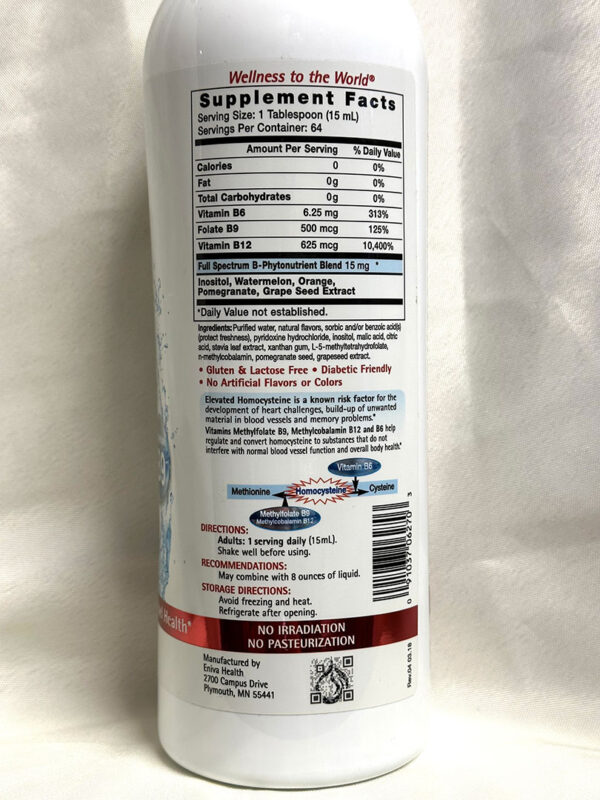 Wellness to the World®
Supplement Facts
Serving Size: 1 Tablespoon (15 mL)
Servings Per Container: 64
Amount Per Serving % Daily Value
Calories 0 0%
Fat 0g 0%
Total Carbohydrates 0g 0%
Vitamin B6 6.25 mg 313%
Folate B9 500 mcg 125%
Vitamin B12 625 mcg 10,400%
Full Spectrum B-Phytonutrient Blend 15 mg *
Inositol, Watermelon, Orange,
Pomegranate, Grape Seed Extract
*Daily Value not established.
Ingredients: Purified water, natural flavors, sorbic and/or benzoic acid(s)
(protect freshness), pyridoxine hydrochloride, inositol, malic acid, citric
acid, stevia leaf extract, xanthan gum, L-5-methyltetrahydrofolate,
n-methylcobalamin, pomegranate seed, grapeseed extract.
• Gluten & Lactose Free • Diabetic Friendly
• No Artificial Flavors or Colors
Elevated Homocysteine is a known risk factor for the
development of heart challenges, build-up of unwanted
material in blood vessels and memory problems.*
Vitamins Methylfolate B9, Methylcobalamin B12 and B6 help
regulate and convert homocysteine to substances that do not
interfere with normal blood vessel function and overall body health.*
Vitamin B6
Methionine Homocysteine Cysteine
Methylfolate B9
Methylcobalamin B12
DIRECTIONS:
Adults: 1 serving daily (15mL).
Shake well before using.
RECOMMENDATIONS:
May combine with 8 ounces of liquid.
STORAGE DIRECTIONS:
Avoid freezing and heat.
Refrigerate after opening.
0 91037 06270 3
Health*
NO IRRADIATION
NO PASTEURIZATION
Manufactured by
Eniva Health
2700 Campus Drive
Plymouth, MN 55441
Rev.04 03.18